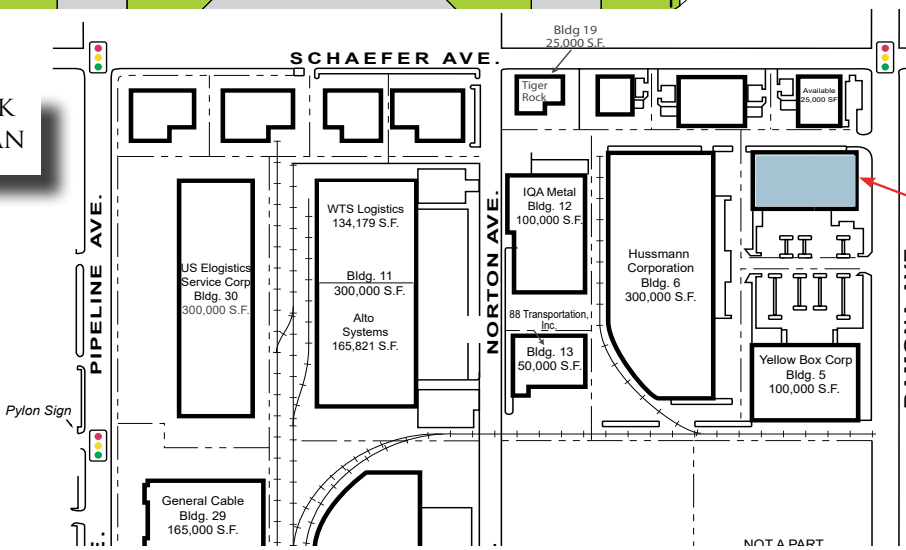 K
AN
SCHAEFER AVE.
Bldg 19
25,000 S.F.
Tiger
Rock
Available
25,000 SF
PIPELINE AVE.
NORTON AVE.
US Elogistics
Service Corp
Bldg. 30
300,000 S.F.
WTS Logistics
134,179 S.F.
Bldg. 11
300,000 S.F.
Alto
Systems
165,821 S.F.
IQA Metal
Bldg. 12
100,000 S.F.
88 Transportation,
Inc.
Bldg. 13
50,000 S.F.
Hussmann
Corporation
Bldg. 6
300,000 S.F.
Yellow Box Corp
Bldg. 5
100,000 S.F.
Pylon Sign
General Cable
Bldg. 29
165,000 S.F.
E.
NOT A PART